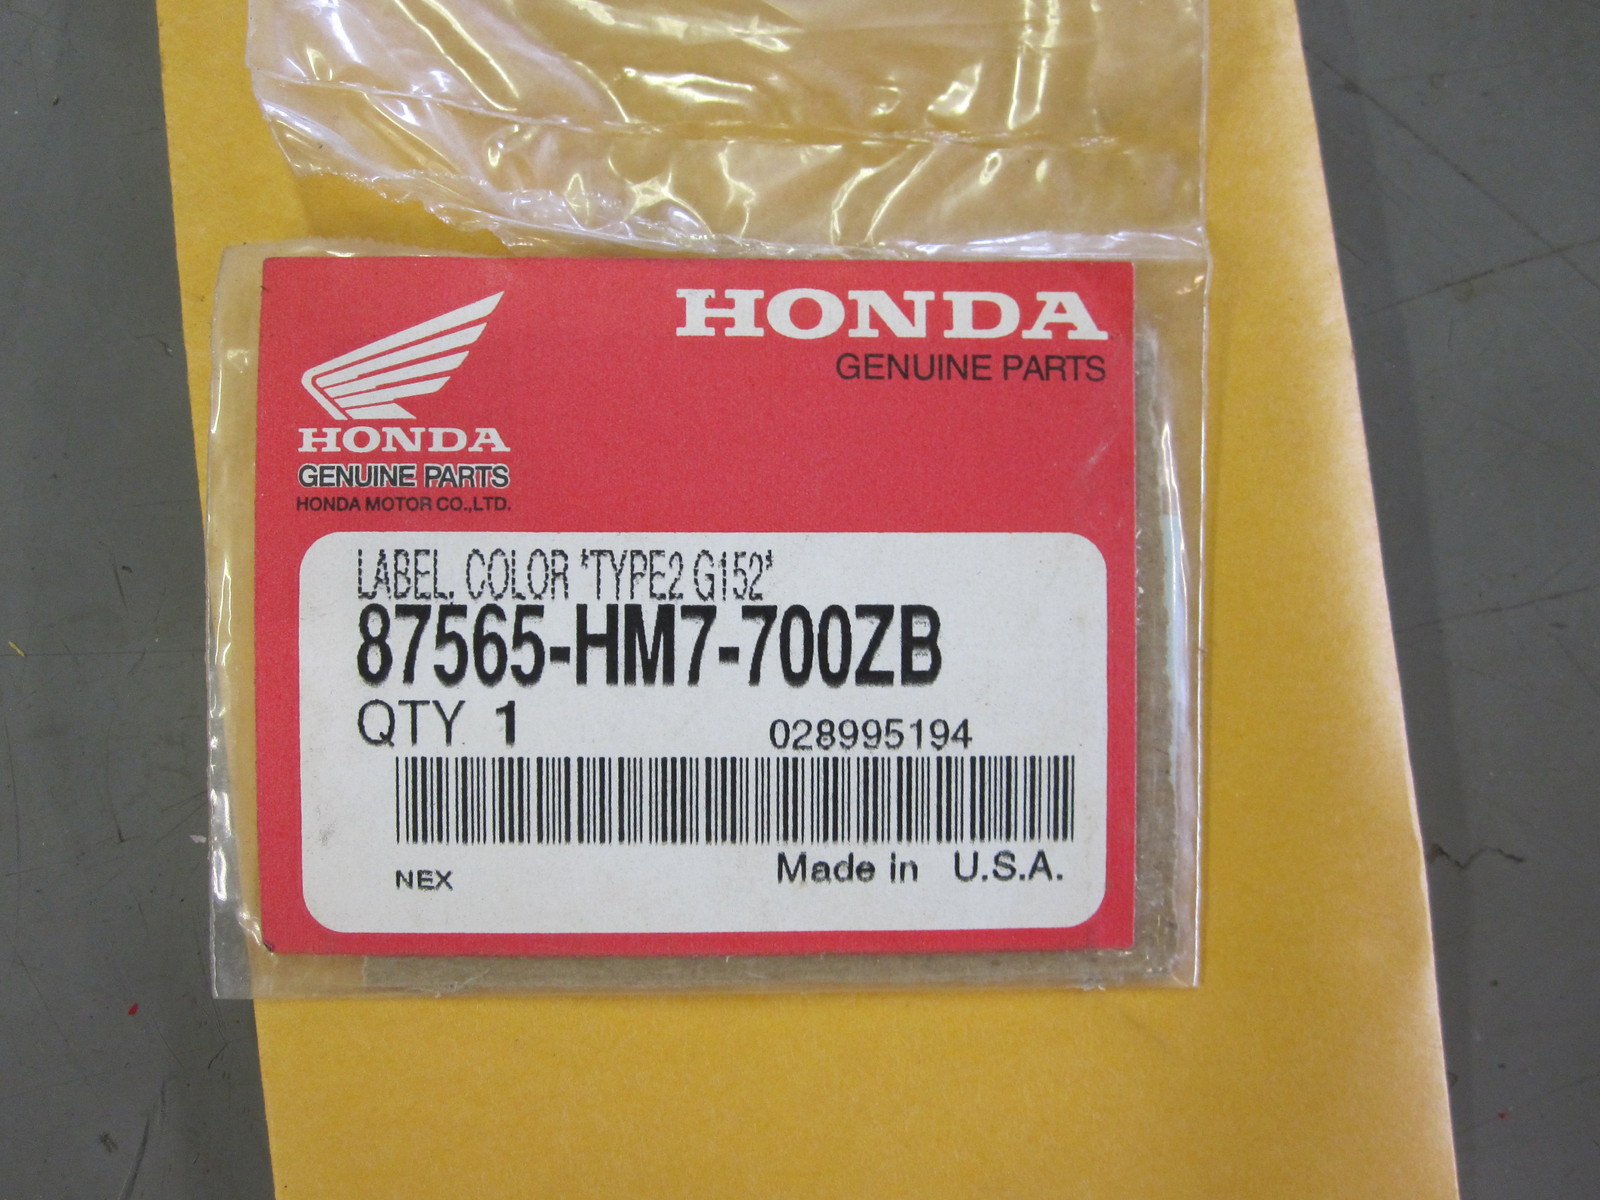 HONDA
GENUINE PARTS
HONDA
GENUINE PARTS
HONDA MOTOR CO.,LTD.
LABEL, COLOR *TYPE2 G152*
87565-HM7-700ZB
QTY 1
028995194
NEX
Made in U.S.A.